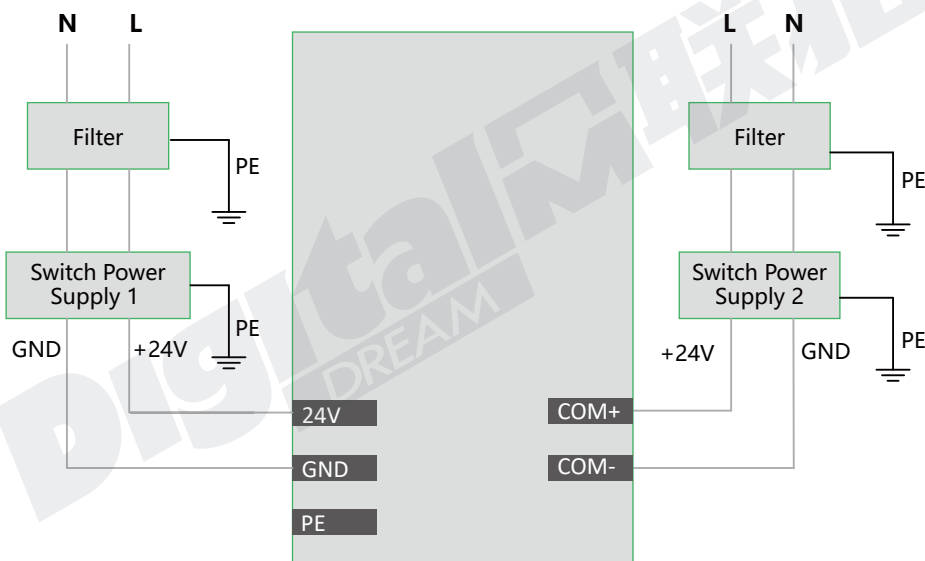 N L
L N
Filter
PE
Filter
PE
Switch Power
Supply 1
PE
Switch Power
Supply 2
PE
GND +24V
+24V GND
24V
COM+
GND
COM-
PE
Digital
DREAM
联